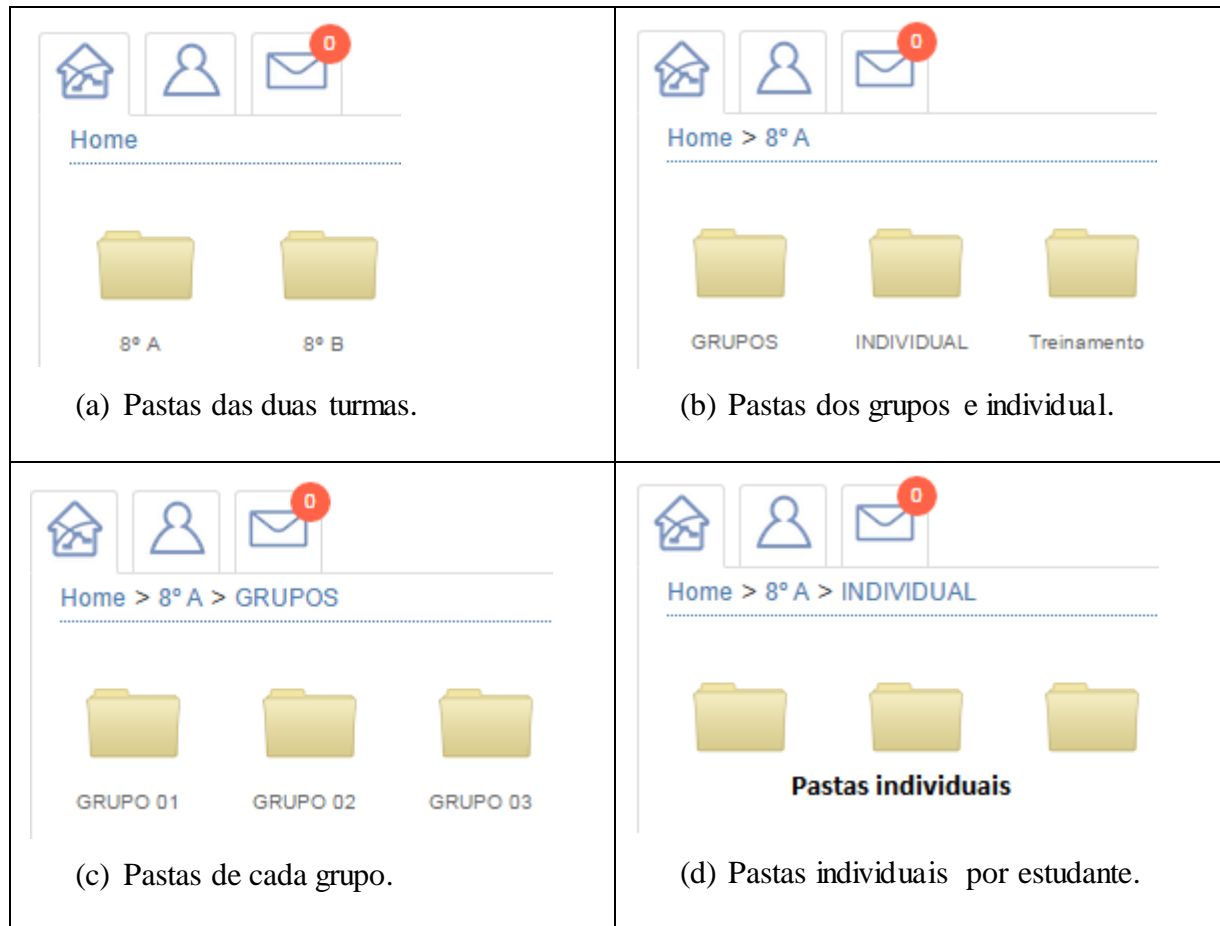 0
Home
8º A 8º B
(a) Pastas das duas turmas.
0
Home > 8º A
GRUPOS INDIVIDUAL Treinamento
(b) Pastas dos grupos e individual.
0
Home > 8º A > GRUPOS
GRUPO 01 GRUPO 02 GRUPO 03
(c) Pastas de cada grupo.
0
Home > 8º A > INDIVIDUAL
Pastas individuais
(d) Pastas individuais por estudante.